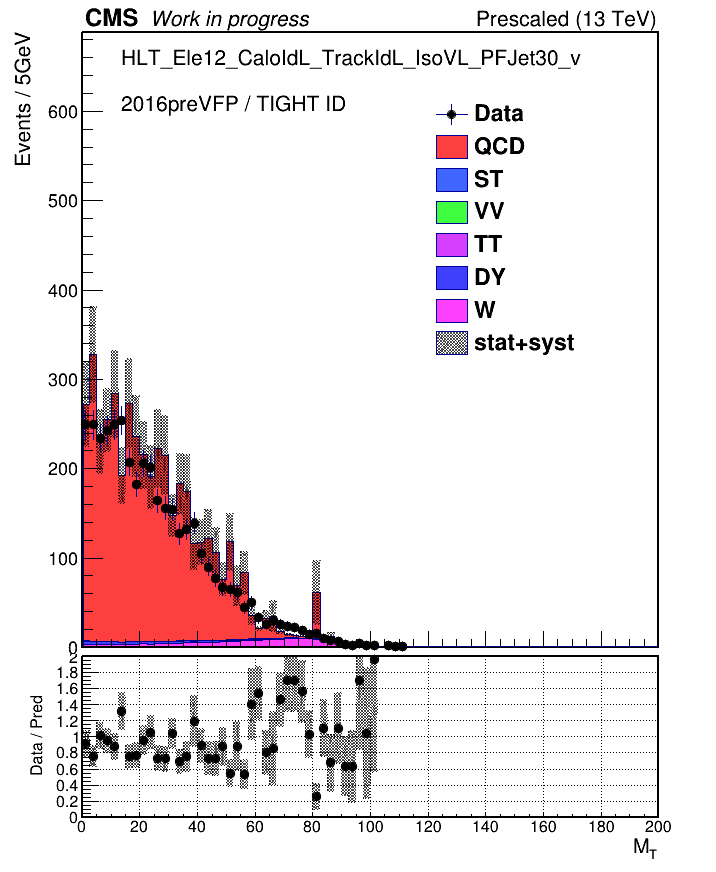 CMS Work in progress Prescaled (13 TeV)
HLT_Ele12_CaloIdL_TrackIdL_IsoVL_PFJet30_v
2016preVFP / TIGHT ID
Events / 5GeV
600
500
400
300
200
100
0
Data
QCD
ST
VV
TT
DY
W
stat+syst
Data / Pred
2
1.8
1.6
1.4
1.2
1
0.8
0.6
0.4
0.2
0
0 20 40 60 80 100 120 140 160 180 200
M_T